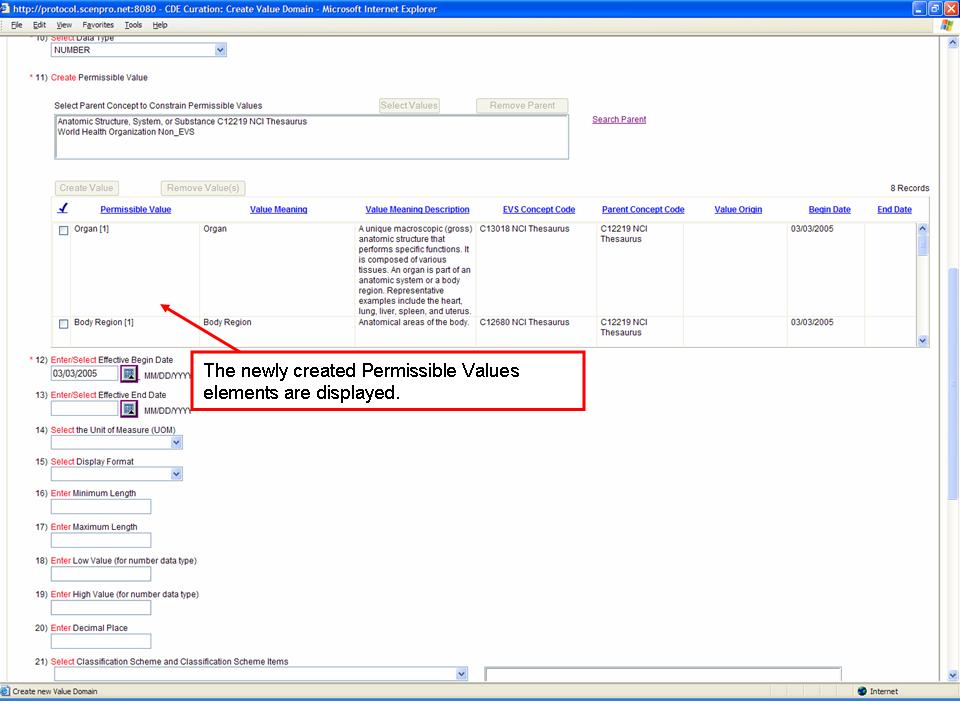 http://protocol.scenpro.net:8080 - CDE Curation: Create Value Domain - Microsoft Internet Explorer
File Edit View Favorites Tools Help
* 10) Select Data Type
NUMBER
* 11) Create Permissible Value
Select Parent Concept to Constrain Permissible Values Select Values Remove Parent
Anatomic Structure, System, or Substance C12219 NCI Thesaurus Search Parent
World Health Organization Non_EVS
Create Value Remove Value(s) 8 Records
Permissible Value Value Meaning Value Meaning Description EVS Concept Code Parent Concept Code Value Origin Begin Date End Date
Organ [1] Organ A unique macroscopic (gross) C13018 NCI Thesaurus C12219 NCI 03/03/2005
anatomic structure that Thesaurus
performs specific functions. It
is composed of various
tissues. An organ is part of an
anatomic system or a body
region. Representative
examples include the heart,
lung, liver, spleen, and uterus.
Body Region [1] Body Region Anatomical areas of the body. C12680 NCI Thesaurus C12219 NCI 03/03/2005
Thesaurus
* 12) Enter/Select Effective Begin Date
03/03/2005 MM/DD/YYYY
The newly created Permissible Values
elements are displayed.
13) Enter/Select Effective End Date
MM/DD/YYYY
14) Select the Unit of Measure (UOM)
15) Select Display Format
16) Enter Minimum Length
17) Enter Maximum Length
18) Enter Low Value (for number data type)
19) Enter High Value (for number data type)
20) Enter Decimal Place
21) Select Classification Scheme and Classification Scheme Items
Create new Value Domain Internet